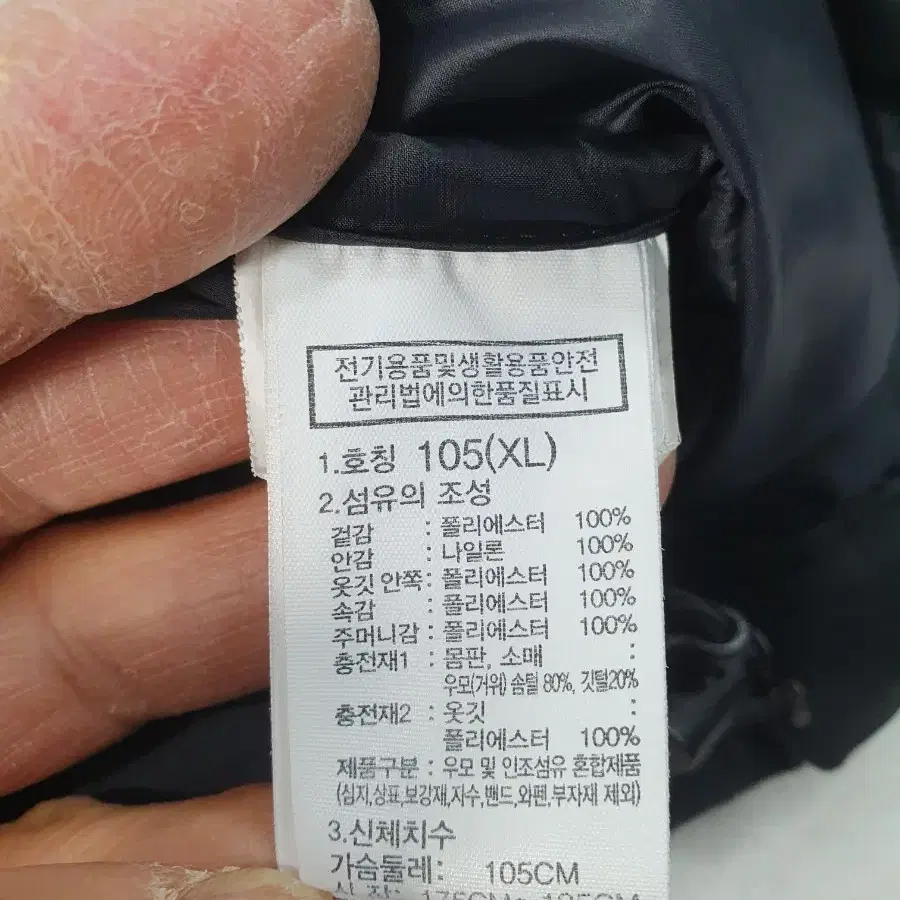 전기용품및생활용품안전
관리법에의한품질표시
1.호칭 105(XL)
2.섬유의 조성
겉감 : 폴리에스터 100%
안감 : 나일론 100%
옷깃 안쪽: 폴리에스터 100%
속감 : 폴리에스터 100%
주머니감 : 폴리에스터 100%
충전재1 : 몸판, 소매 :
우모(거위) 솜털 80%, 깃털20%
충전재2 : 옷깃 :
폴리에스터 100%
제품구분 : 우모 및 인조섬유 혼합제품
(심지,상표,보강재,자수,밴드,와펜,부자재 제외)
3.신체치수
가슴둘레: 105CM